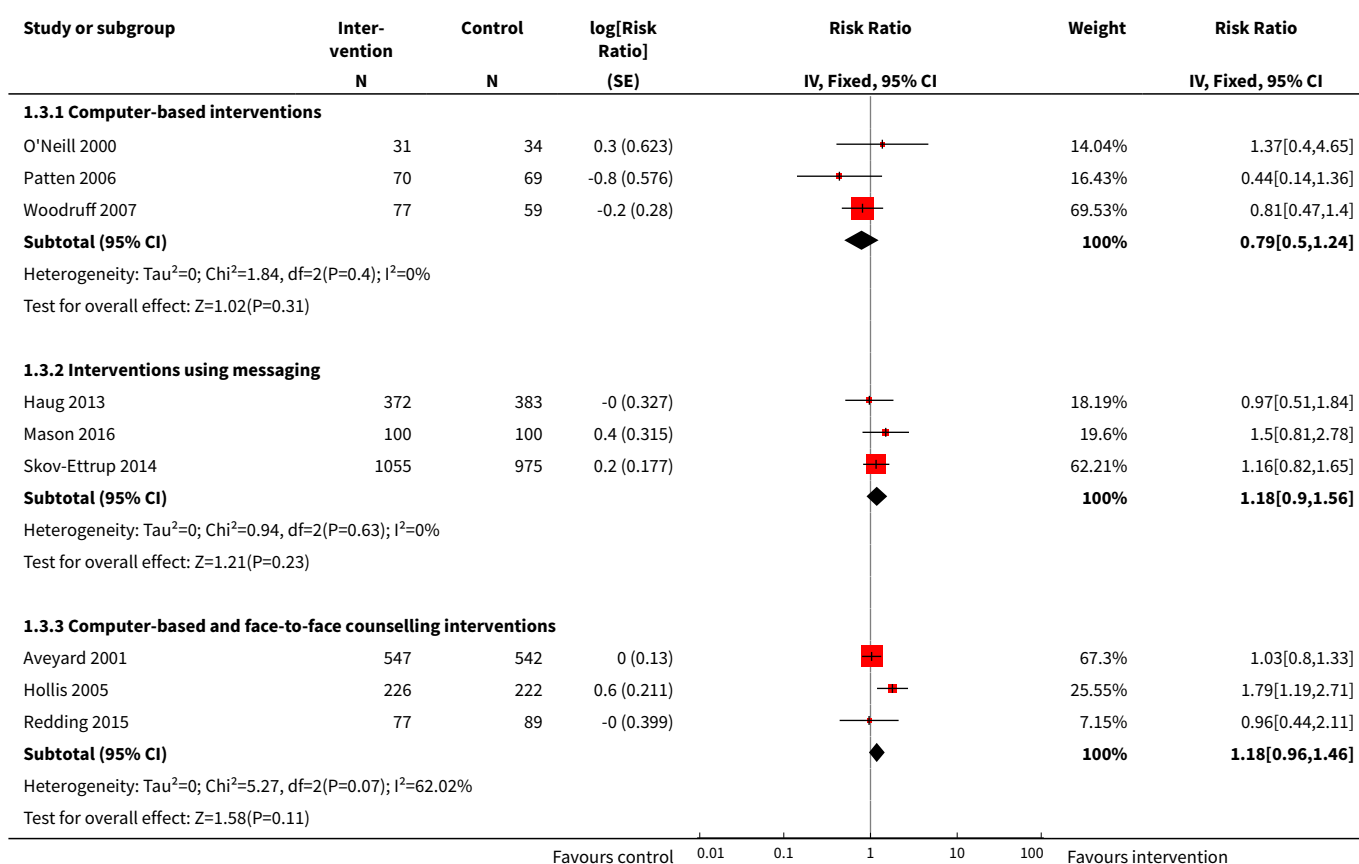 Study or subgroup Inter- Control log[Risk Risk Ratio Weight Risk Ratio
vention Ratio]
N N (SE) IV, Fixed, 95% CI IV, Fixed, 95% CI
1.3.1 Computer-based interventions
O'Neill 2000 31 34 0.3 (0.623) 14.04% 1.37[0.4,4.65]
Patten 2006 70 69 -0.8 (0.576) 16.43% 0.44[0.14,1.36]
Woodruff 2007 77 59 -0.2 (0.28) 69.53% 0.81[0.47,1.4]
Subtotal (95% CI) 100% 0.79[0.5,1.24]
Heterogeneity: Tau²=0; Chi²=1.84, df=2(P=0.4); I²=0%
Test for overall effect: Z=1.02(P=0.31)
1.3.2 Interventions using messaging
Haug 2013 372 383 -0 (0.327) 18.19% 0.97[0.51,1.84]
Mason 2016 100 100 0.4 (0.315) 19.6% 1.5[0.81,2.78]
Skov-Ettrup 2014 1055 975 0.2 (0.177) 62.21% 1.16[0.82,1.65]
Subtotal (95% CI) 100% 1.18[0.9,1.56]
Heterogeneity: Tau²=0; Chi²=0.94, df=2(P=0.63); I²=0%
Test for overall effect: Z=1.21(P=0.23)
1.3.3 Computer-based and face-to-face counselling interventions
Aveyard 2001 547 542 0 (0.13) 67.3% 1.03[0.8,1.33]
Hollis 2005 226 222 0.6 (0.211) 25.55% 1.79[1.19,2.71]
Redding 2015 77 89 -0 (0.399) 7.15% 0.96[0.44,2.11]
Subtotal (95% CI) 100% 1.18[0.96,1.46]
Heterogeneity: Tau²=0; Chi²=5.27, df=2(P=0.07); I²=62.02%
Test for overall effect: Z=1.58(P=0.11)
Favours control 0.01 0.1 1 10 100 Favours intervention